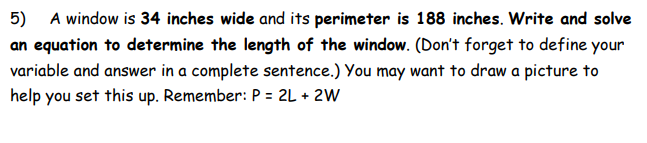 5) A window is 34 inches wide and its perimeter is 188 inches. Write and solve
an equation to determine the length of the window. (Don't forget to define your
variable and answer in a complete sentence.) You may want to draw a picture to
help you set this up. Remember: P = 2L + 2W